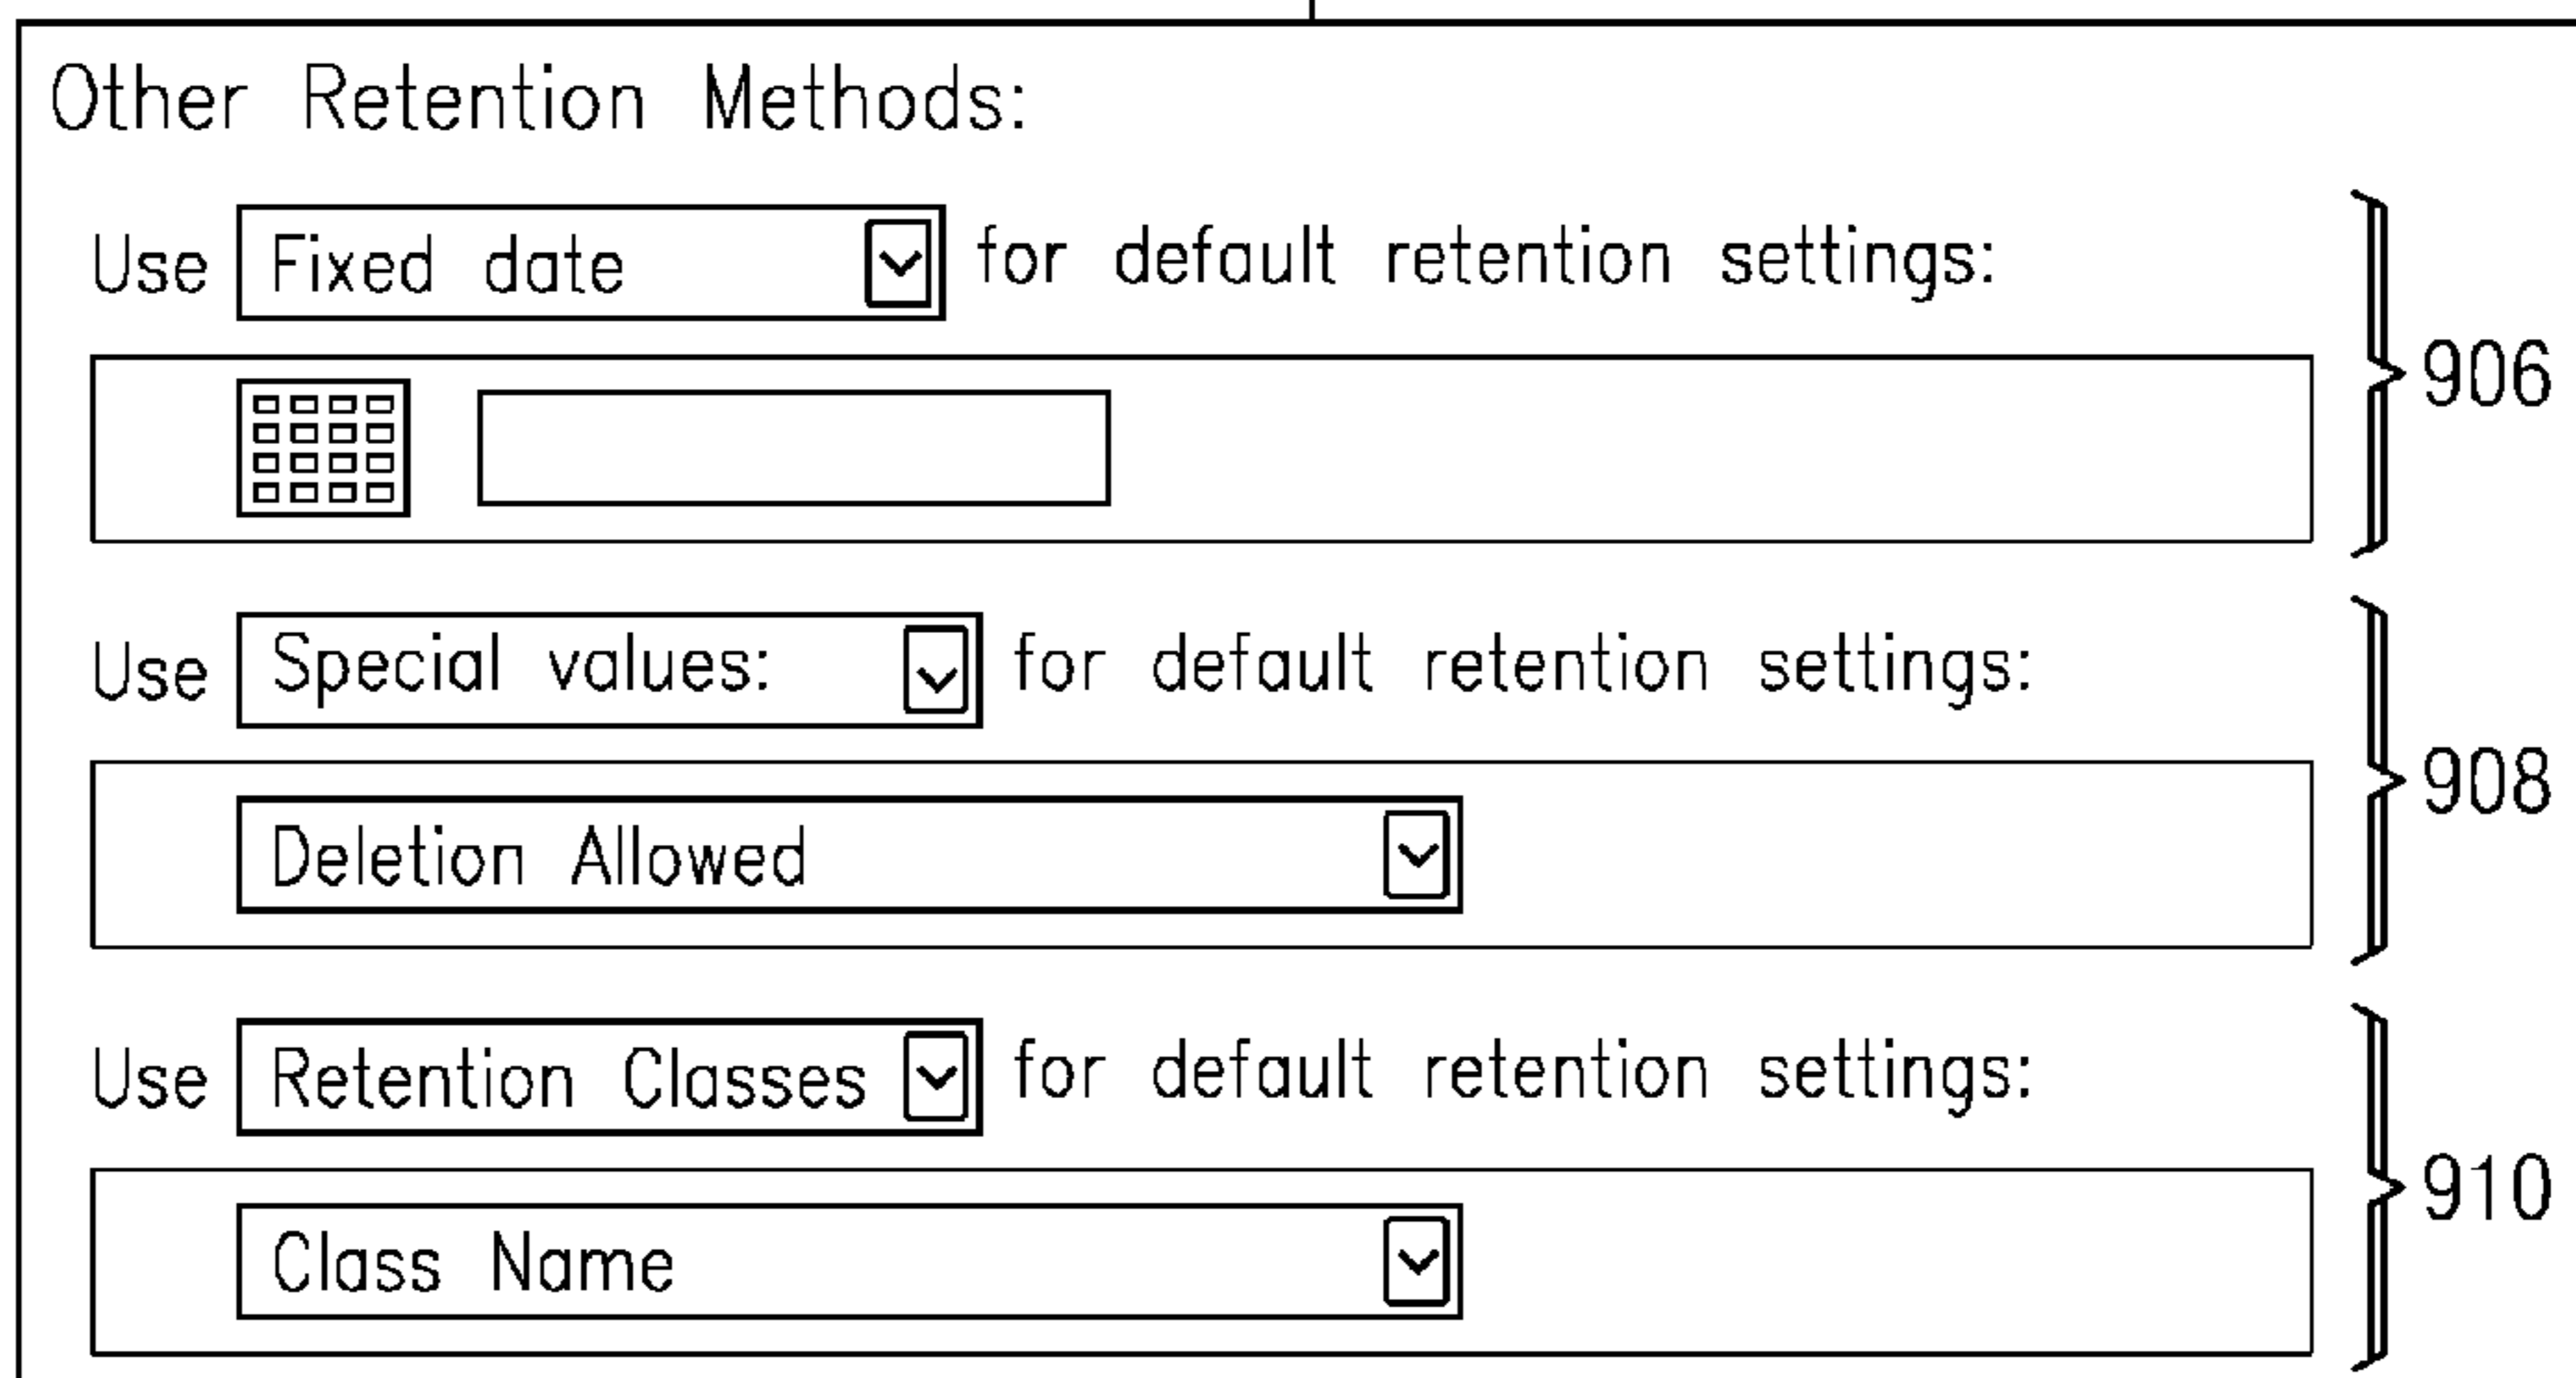 Other Retention Methods:
Use Fixed date for default retention settings:
906
Use Special values: for default retention settings:
908
Deletion Allowed
Use Retention Classes for default retention settings:
910
Class Name